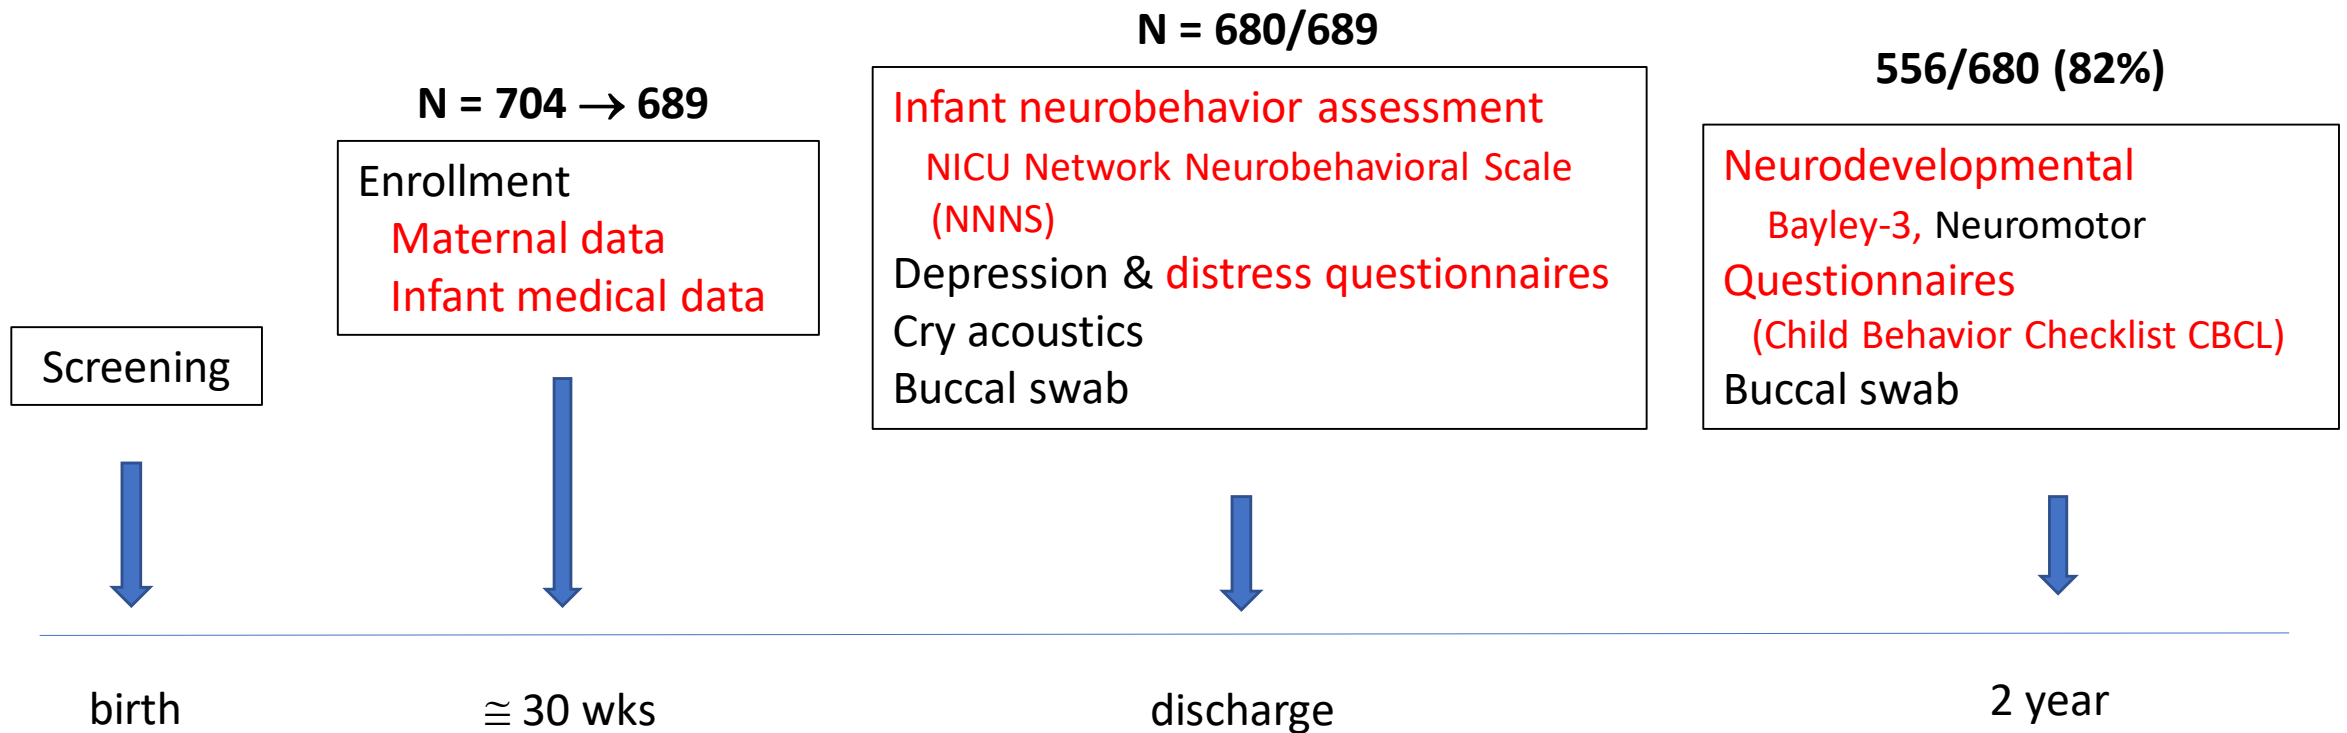 Screening
birth
N = 704 → 689
Enrollment
Maternal data
Infant medical data
≅ 30 wks
N = 680/689
Infant neurobehavior assessment
NICU Network Neurobehavioral Scale
(NNNS)
Depression & distress questionnaires
Cry acoustics
Buccal swab
discharge
556/680 (82%)
Neurodevelopmental
Bayley-3, Neuromotor
Questionnaires
(Child Behavior Checklist CBCL)
Buccal swab
2 year